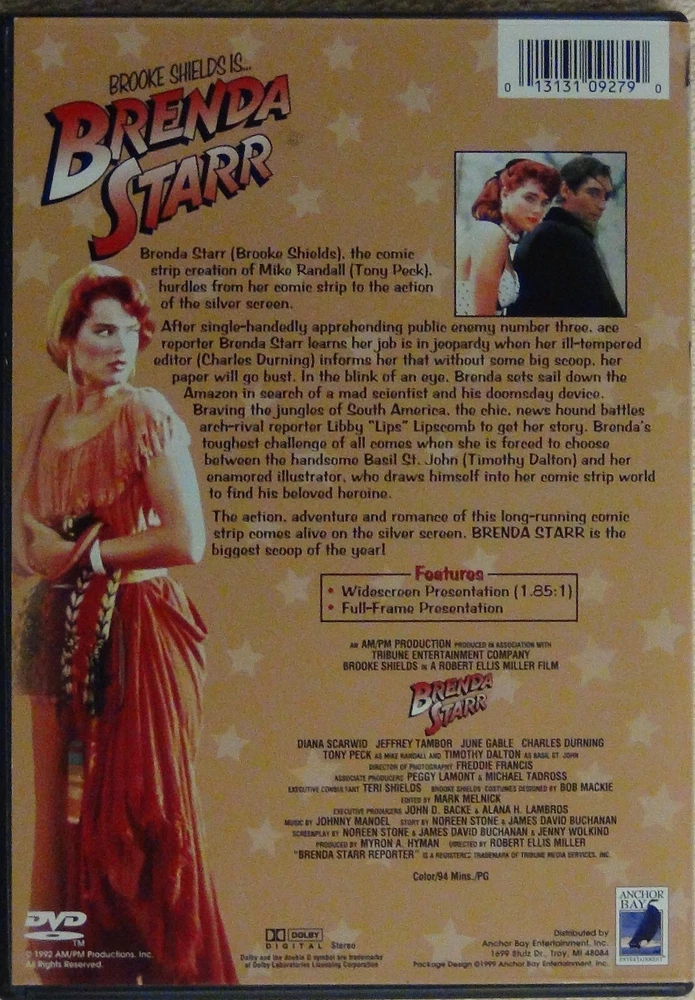 BROOKE SHIELDS IS...
BRENDA
STARR
0 13131 09279 0
Brenda Starr (Brooke Shields), the comic
strip creation of Mike Randall (Tony Peck),
hurdles from her comic strip to the action
of the silver screen.
After single-handedly apprehending public enemy number three, ace
reporter Brenda Starr learns her job is in jeopardy when her ill-tempered
editor (Charles Durning) informs her that without some big scoop, her
paper will go bust. In the blink of an eye, Brenda sets sail down the
Amazon in search of a mad scientist and his doomsday device.
Braving the jungles of South America, the chic, news hound battles
arch-rival reporter Libby "Lips" Lipscomb to get her story. Brenda's
toughest challenge of all comes when she is forced to choose
between the handsome Basil St. John (Timothy Dalton) and her
enamored illustrator, who draws himself into her comic strip world
to find his beloved heroine.
The action, adventure and romance of this long-running comic
strip comes alive on the silver screen. BRENDA STARR is the
biggest scoop of the year!
Features
• Widescreen Presentation (1.85:1)
• Full-Frame Presentation
AN AM/PM PRODUCTION PRODUCED IN ASSOCIATION WITH
TRIBUNE ENTERTAINMENT COMPANY
BROOKE SHIELDS IN A ROBERT ELLIS MILLER FILM
BRENDA
STARR
DIANA SCARWID JEFFREY TAMBOR JUNE GABLE CHARLES DURNING
TONY PECK AS MIKE RANDALL AND TIMOTHY DALTON AS BASIL ST. JOHN
DIRECTOR OF PHOTOGRAPHY FREDDIE FRANCIS
ASSOCIATE PRODUCERS PEGGY LAMONT & MICHAEL TADROSS
EXECUTIVE CONSULTANT TERI SHIELDS BROOKE SHIELDS COSTUMES DESIGNED BY BOB MACKIE
EDITED BY MARK MELNICK
EXECUTIVE PRODUCERS JOHN D. BACKE & ALANA H. LAMBROS
MUSIC BY JOHNNY MANDEL STORY BY NOREEN STONE & JAMES DAVID BUCHANAN
SCREENPLAY BY NOREEN STONE & JAMES DAVID BUCHANAN & JENNY WOLKIND
PRODUCED BY MYRON A. HYMAN DIRECTED BY ROBERT ELLIS MILLER
"BRENDA STARR REPORTER" IS A REGISTERED TRADEMARK OF TRIBUNE MEDIA SERVICES, INC.
Color/94 Mins./PG
DVD
TM
© 1992 AM/PM Productions, Inc.
All Rights Reserved.
DOLBY
DIGITAL Stereo
Dolby and the double D symbol are trademarks
of Dolby Laboratories Licensing Corporation
Distributed by
Anchor Bay Entertainment, Inc.
1699 Stutz Dr., Troy, MI 48084
Package Design ©1999 Anchor Bay Entertainment, Inc.
ANCHOR
BAY
ENTERTAINMENT